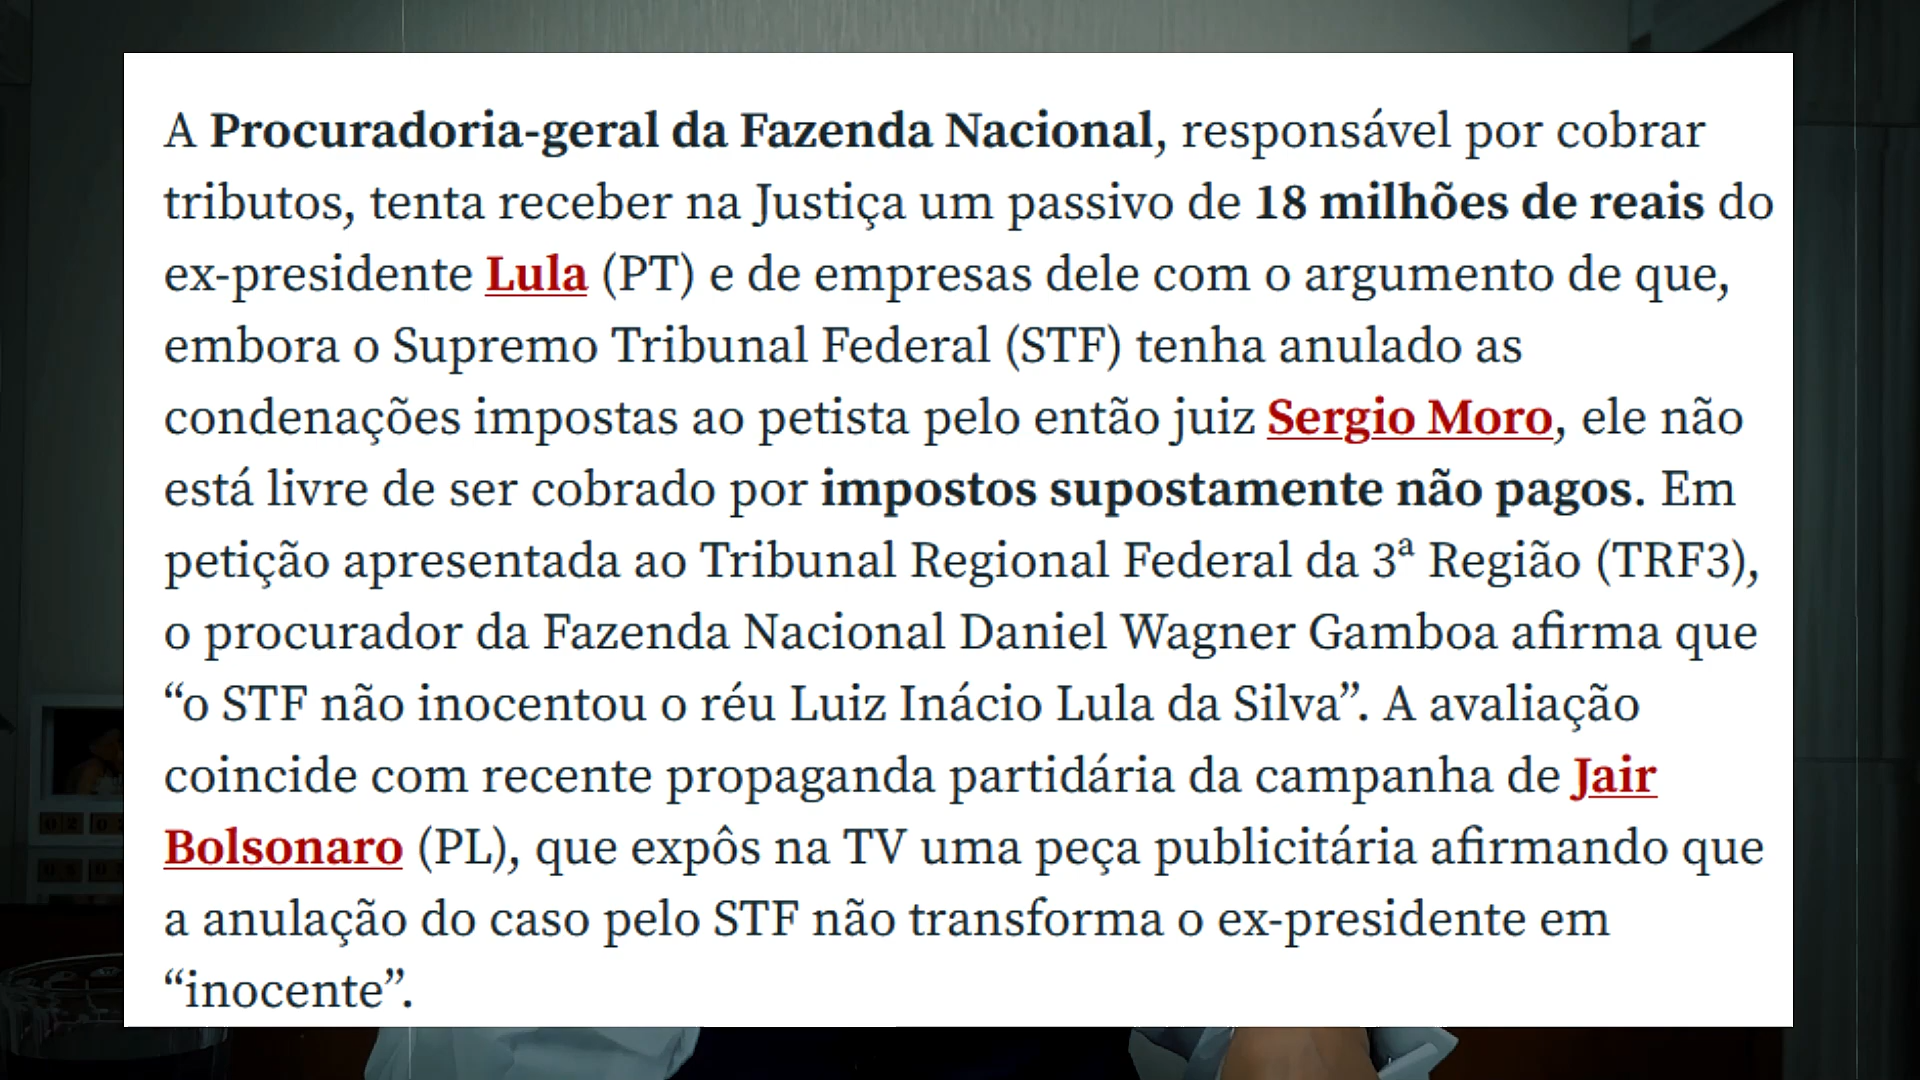 A Procuradoria-geral da Fazenda Nacional, responsável por cobrar
tributos, tenta receber na Justiça um passivo de 18 milhões de reais do
ex-presidente Lula (PT) e de empresas dele com o argumento de que,
embora o Supremo Tribunal Federal (STF) tenha anulado as
condenações impostas ao petista pelo então juiz Sergio Moro, ele não
está livre de ser cobrado por impostos supostamente não pagos. Em
petição apresentada ao Tribunal Regional Federal da 3ª Região (TRF3),
o procurador da Fazenda Nacional Daniel Wagner Gamboa afirma que
“o STF não inocentou o réu Luiz Inácio Lula da Silva”. A avaliação
coincide com recente propaganda partidária da campanha de Jair
Bolsonaro (PL), que expôs na TV uma peça publicitária afirmando que
a anulação do caso pelo STF não transforma o ex-presidente em
“inocente”.